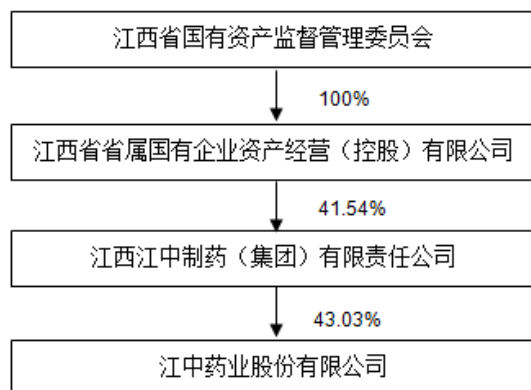 江西省国有资产监督管理委员会
100%
江西省省属国有企业资产经营（控股）有限公司
41.54%
江西江中制药（集团）有限责任公司
43.03%
江中药业股份有限公司